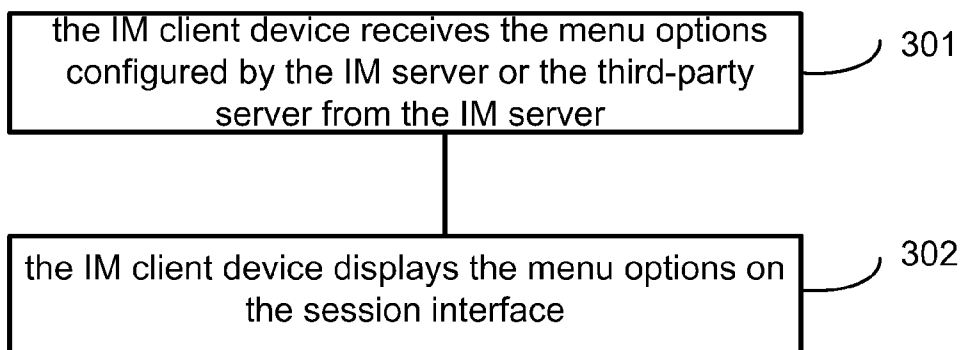 the IM client device receives the menu options
configured by the IM server or the third-party
server from the IM server
301
the IM client device displays the menu options on
the session interface
302